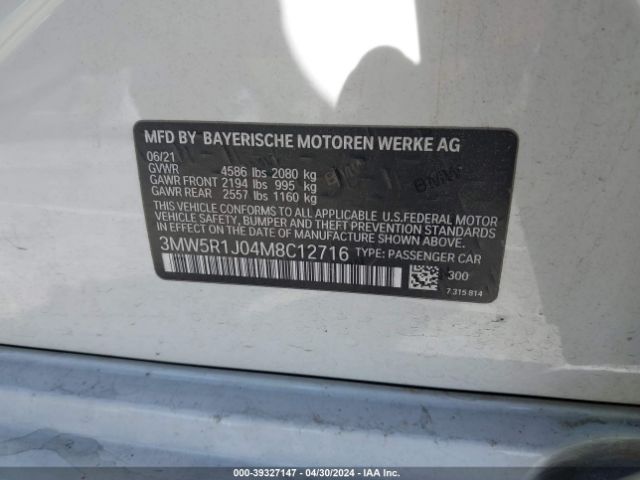 MFD BY BAYERISCHE MOTOREN WERKE AG
06/21
GVWR 4586 lbs 2080 kg
GAWR FRONT 2194 lbs 995 kg
GAWR REAR 2557 lbs 1160 kg
THIS VEHICLE CONFORMS TO ALL APPLICABLE U.S.FEDERAL MOTOR
VEHICLE SAFETY, BUMPER AND THEFT PREVENTION STANDARDS
IN EFFECT ON THE DATE OF MANUFACTURE SHOWN ABOVE.
3MW5R1J04M8C12716 TYPE: PASSENGER CAR
300
7 315 814
000-39327147 - 04/30/2024 - IAA Inc.